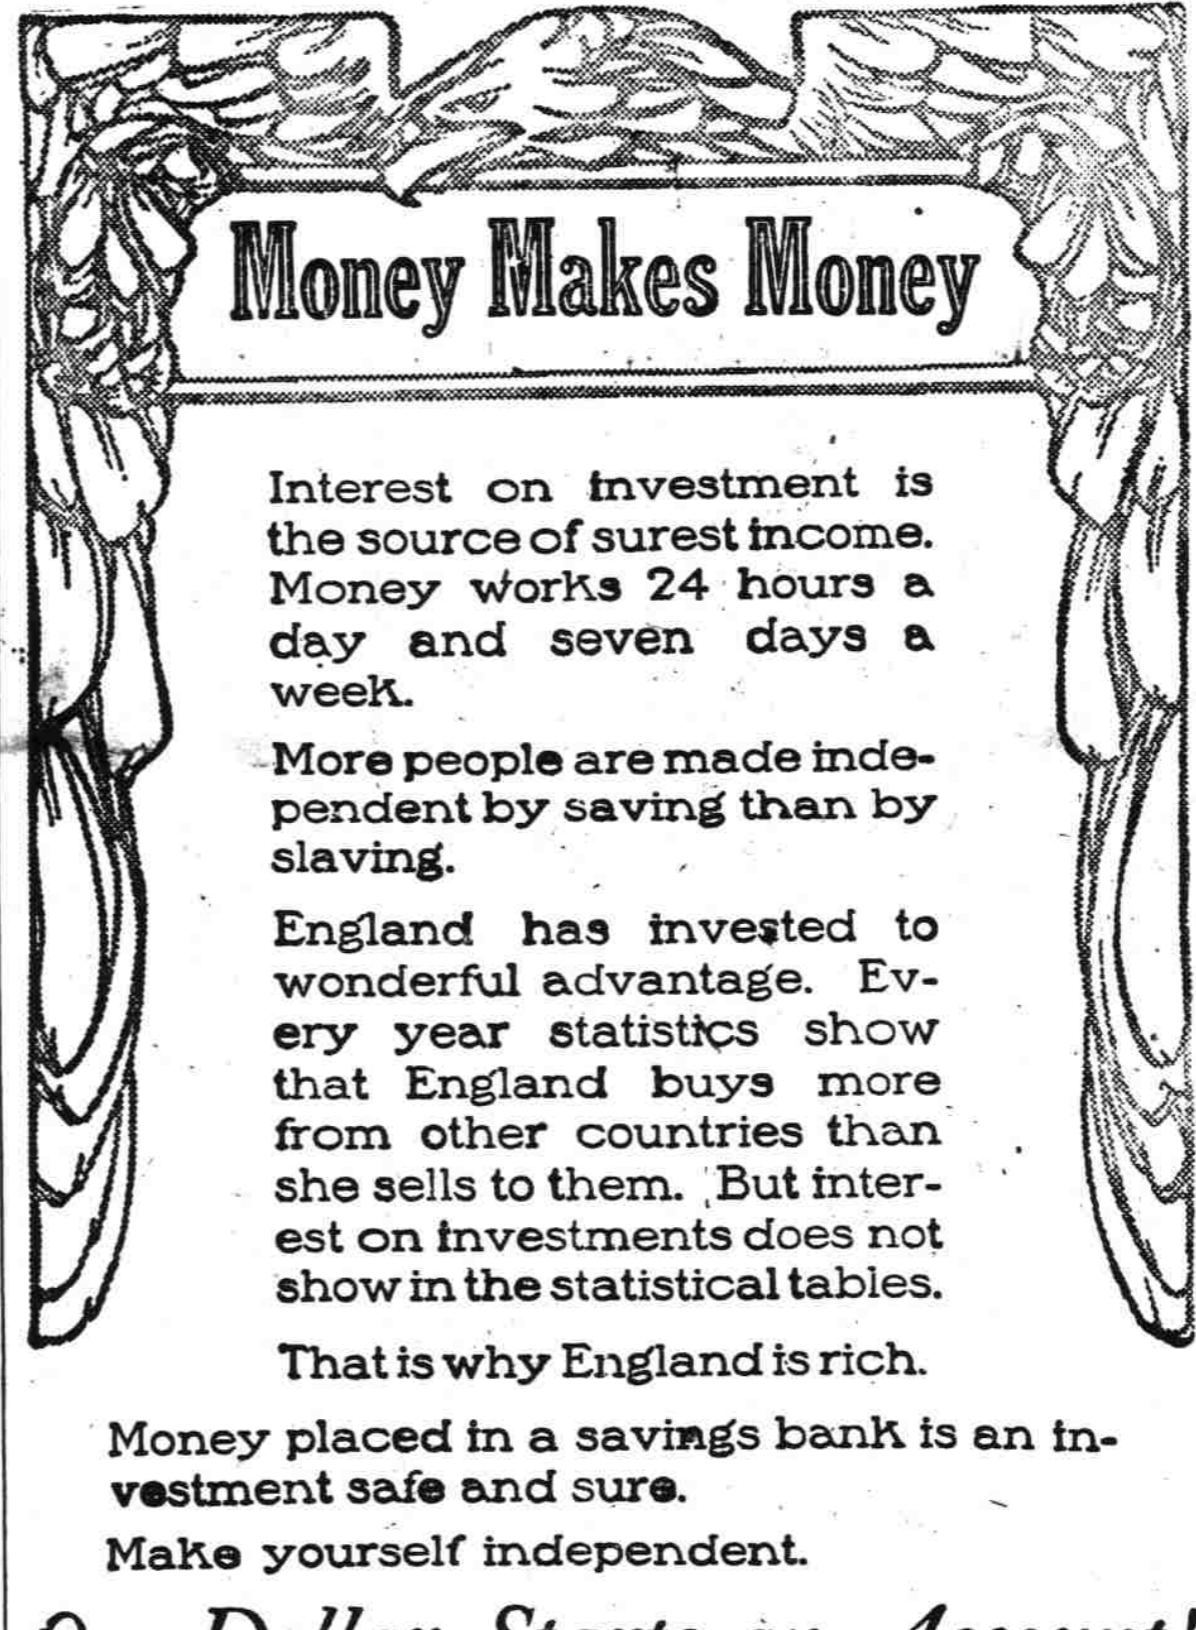 Money Makes Money
Interest on investment is
the source of surest income.
Money works 24 hours a
day and seven days a
week.
More people are made inde-
pendent by saving than by
slaving.
England has invested to
wonderful advantage. Ev-
ery year statistics show
that England buys more
from other countries than
she sells to them. But inter-
est on investments does not
show in the statistical tables.
That is why England is rich.
Money placed in a savings bank is an in-
vestment safe and sure.
Make yourself independent.
Dollar Starts an Account